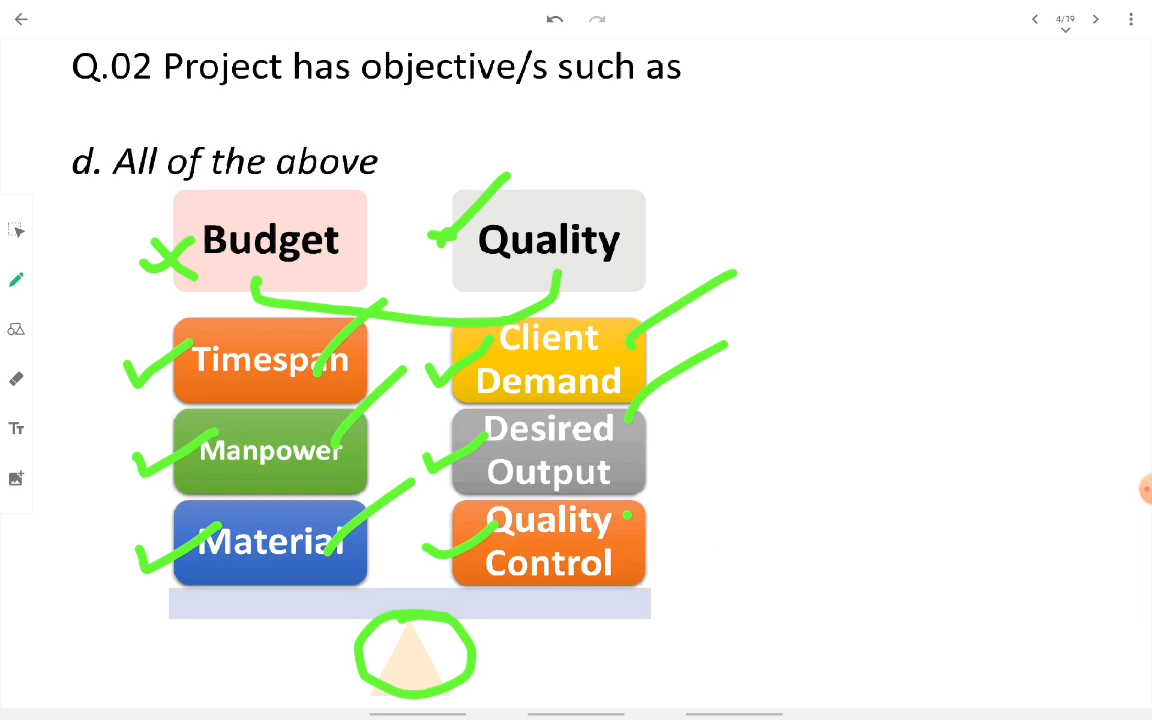 4/19
Q.02 Project has objective/s such as
d. All of the above
Budget
Quality
Timespan
Client
Demand
Manpower
Desired
Output
Material
Quality
Control
Tт